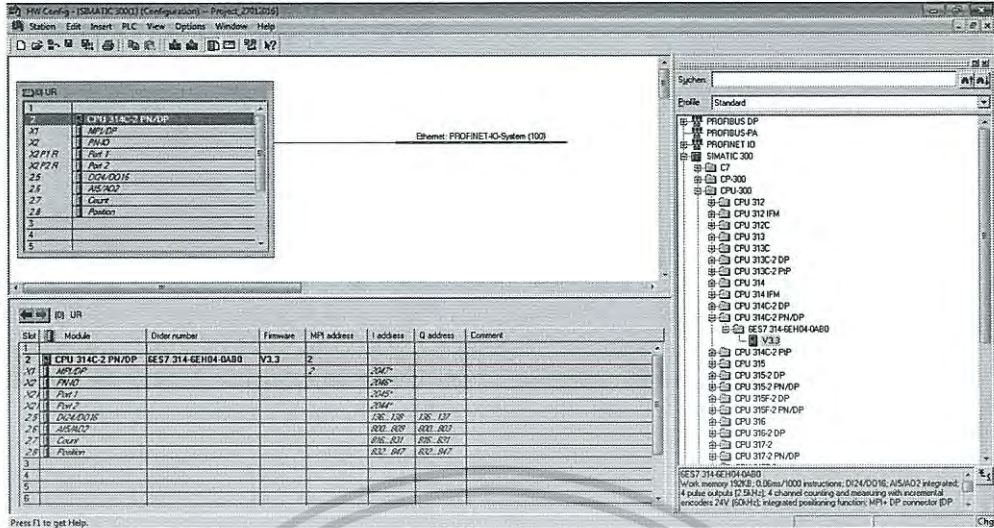 HW Config - [SIMATIC 300(1) (Configuration) -- Project_27012016]
Station Edit Insert PLC View Options Window Help
(0) UR
1
2 CPU 314C-2 PN/DP
X1 MPI/DP
X2 PN-IO
X2 P1 R Port 1
X2 P2 R Port 2
2.5 DI24/DO16
2.6 AI5/AO2
2.7 Count
2.8 Position
3
4
5
Ethernet: PROFINET-IO-System (100)
(0) UR
Slot Module Order number Firmware MPI address I address Q address Comment
1
2 CPU 314C-2 PN/DP 6ES7 314-6EH04-0AB0 V3.3 2
X1 MPI/DP 2 2047*
X2 PN-IO 2046*
X2 Port 1 2045*
X2 Port 2 2044*
2.5 DI24/DO16 136...138 136...137
2.6 AI5/AO2 800...809 800...803
2.7 Count 816...831 816...831
2.8 Position 832...847 832...847
3
4
5
6
Suchen:
Profile Standard
PROFIBUS DP
PROFIBUS-PA
PROFINET IO
SIMATIC 300
C7
CP-300
CPU-300
CPU 312
CPU 312 IFM
CPU 312C
CPU 313
CPU 313C
CPU 313C-2 DP
CPU 313C-2 PtP
CPU 314
CPU 314 IFM
CPU 314C-2 DP
CPU 314C-2 PN/DP
6ES7 314-6EH04-0AB0
V3.3
CPU 314C-2 PtP
CPU 315
CPU 315-2 DP
CPU 315-2 PN/DP
CPU 315F-2 DP
CPU 315F-2 PN/DP
CPU 316
CPU 316-2 DP
CPU 317-2
CPU 317-2 PN/DP
6ES7 314-6EH04-0AB0
Work memory 192KB; 0.06ms/1000 instructions; DI24/DO16; AI5/AO2 integrated;
4 pulse outputs (2.5kHz); 4 channel counting and measuring with incremental
encoders 24V (60kHz); integrated positioning function; MPI+ DP connector (DP
Press F1 to get Help.
Chg